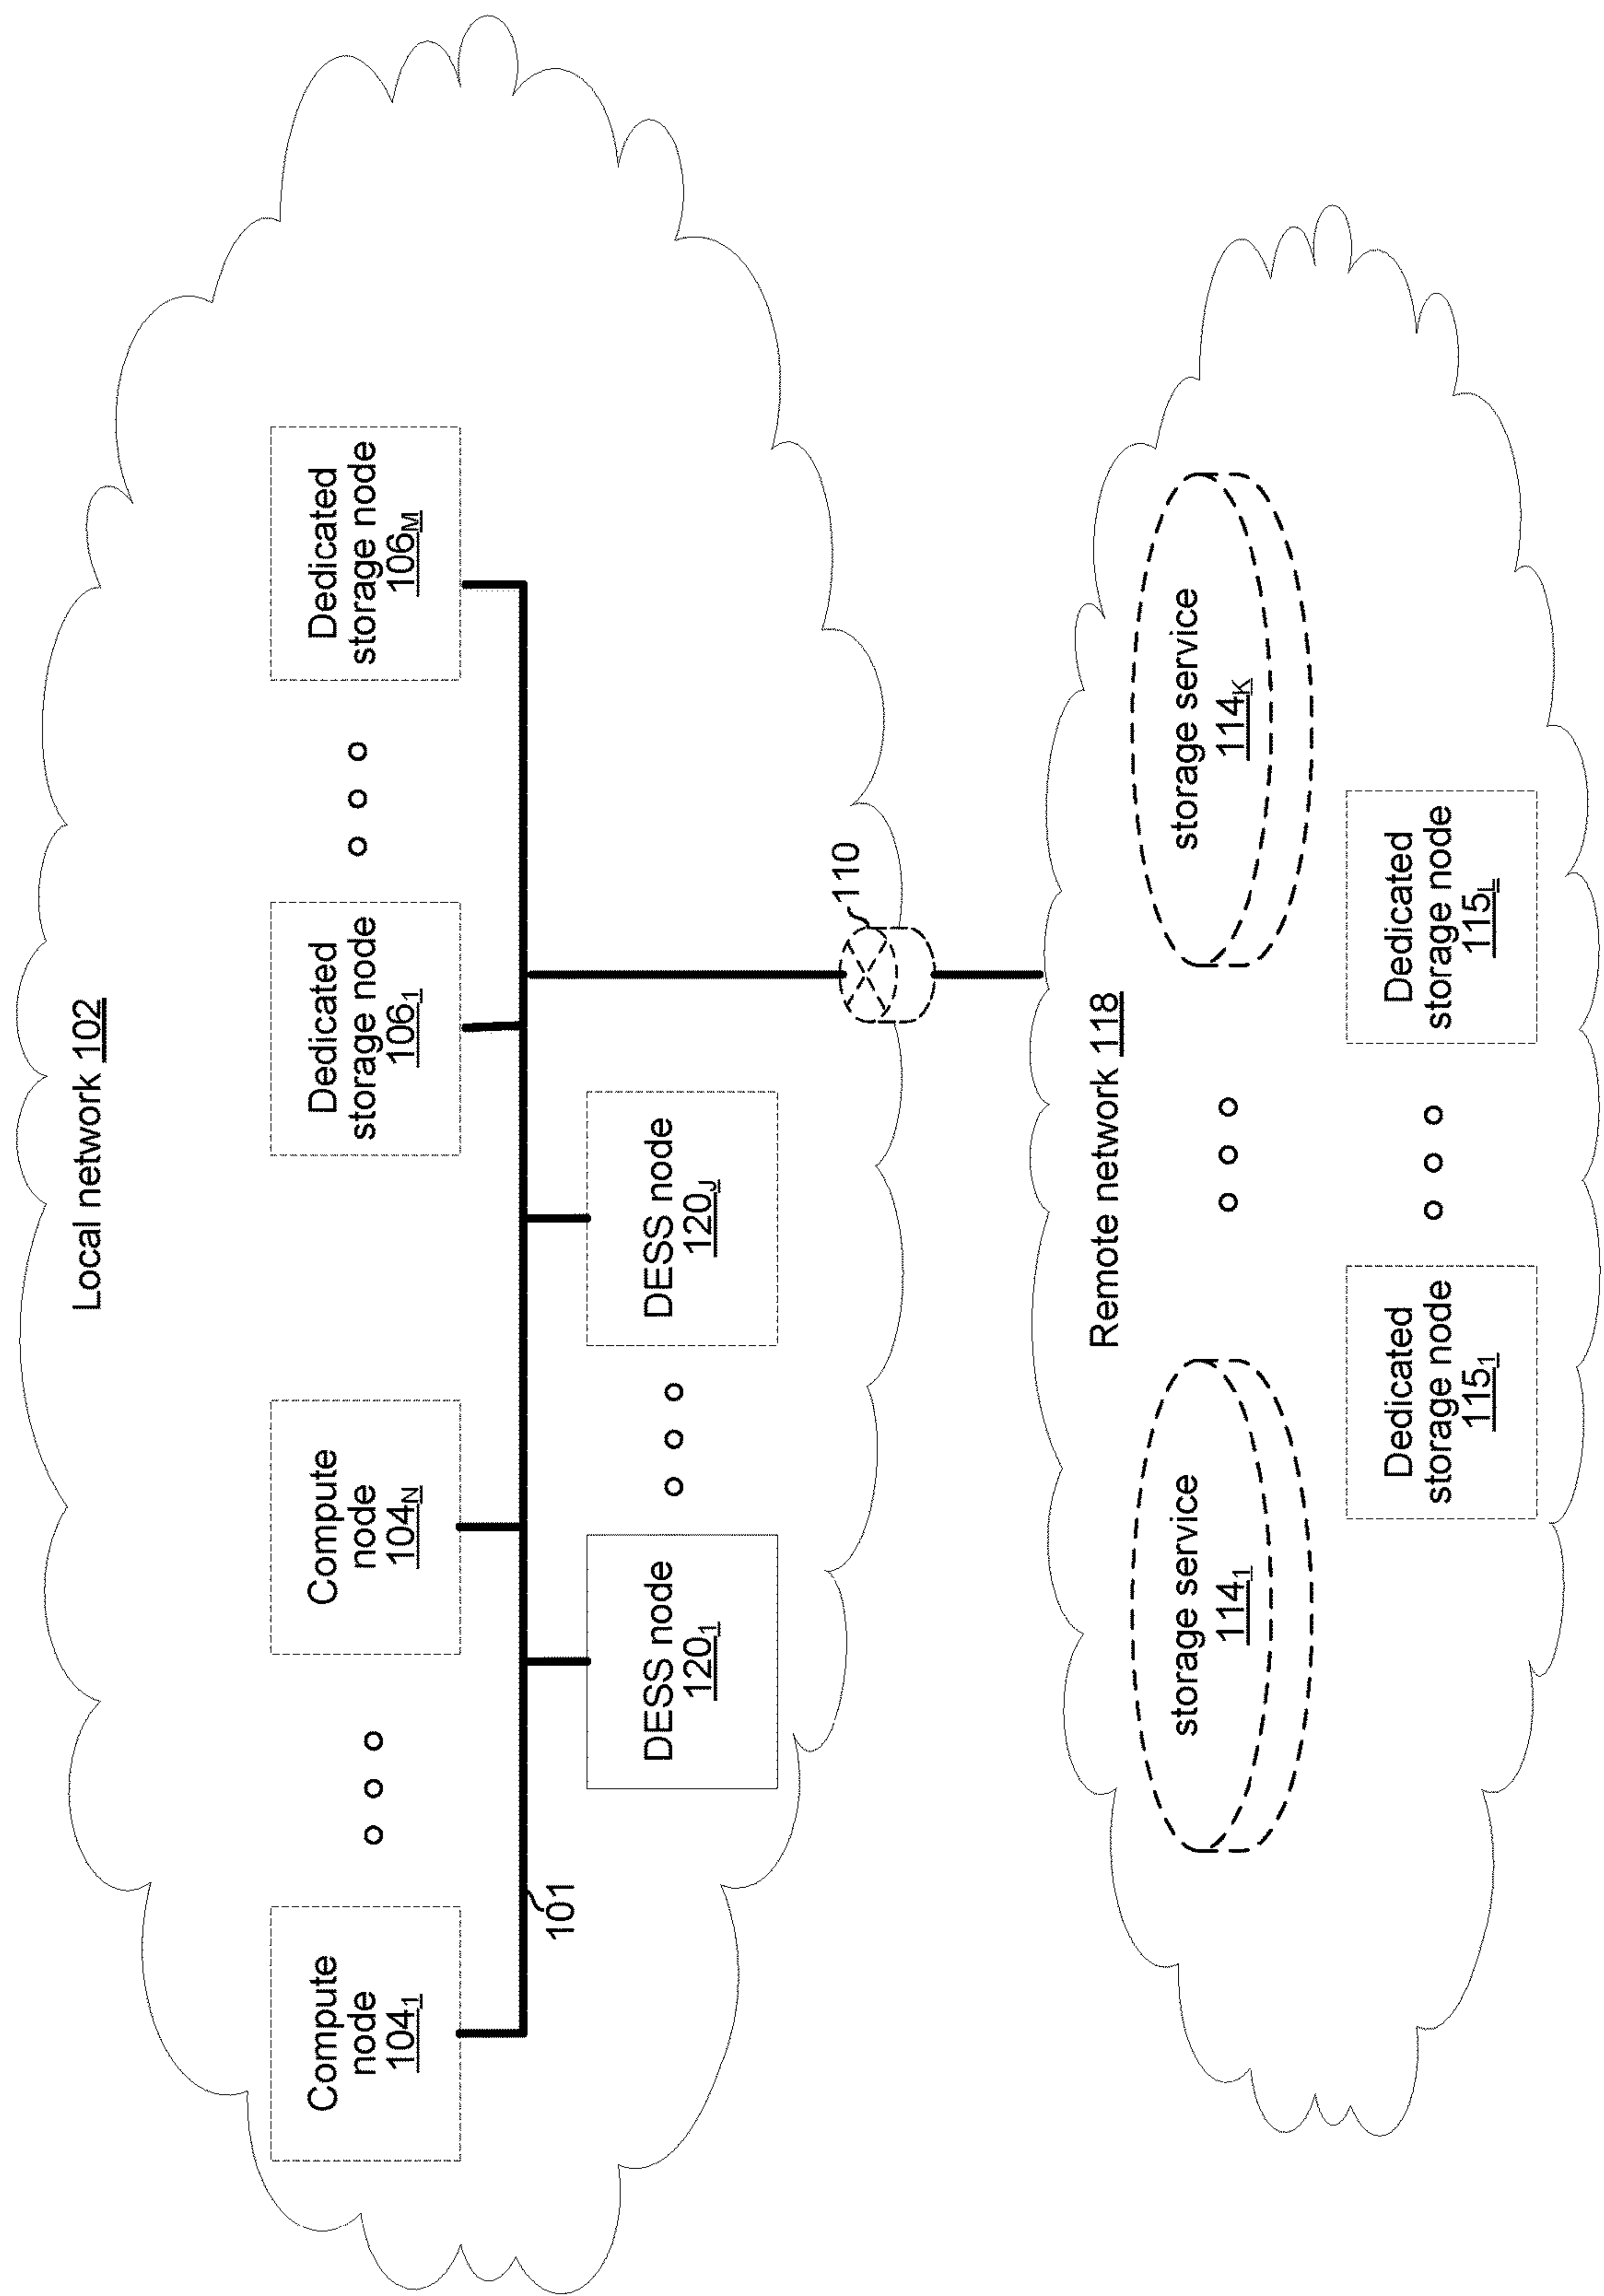 Local network 102
Compute
node
104₁
Compute
node
104N
Dedicated
storage node
106₁
Dedicated
storage node
106M
101
DESS node
120₁
DESS node
120J
110
Remote network 118
storage service
114₁
storage service
114K
Dedicated
storage node
115₁
Dedicated
storage node
115L